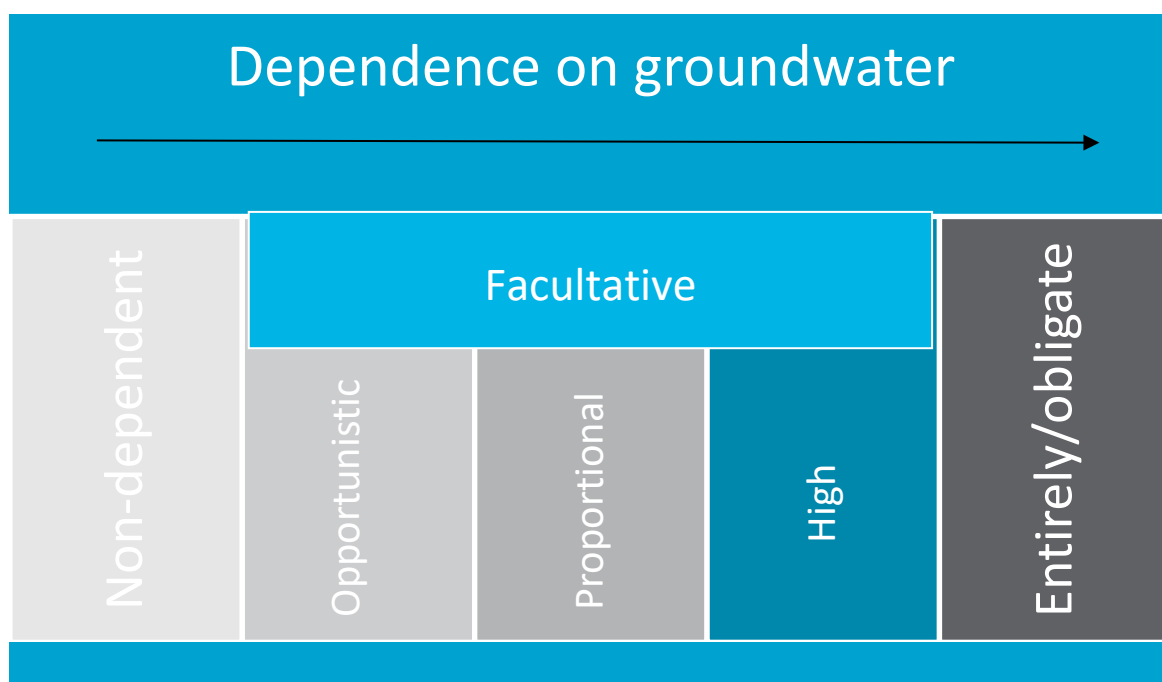 Dependence on groundwater
Non-dependent
Facultative
Opportunistic
Proportional
High
Entirely/obligate